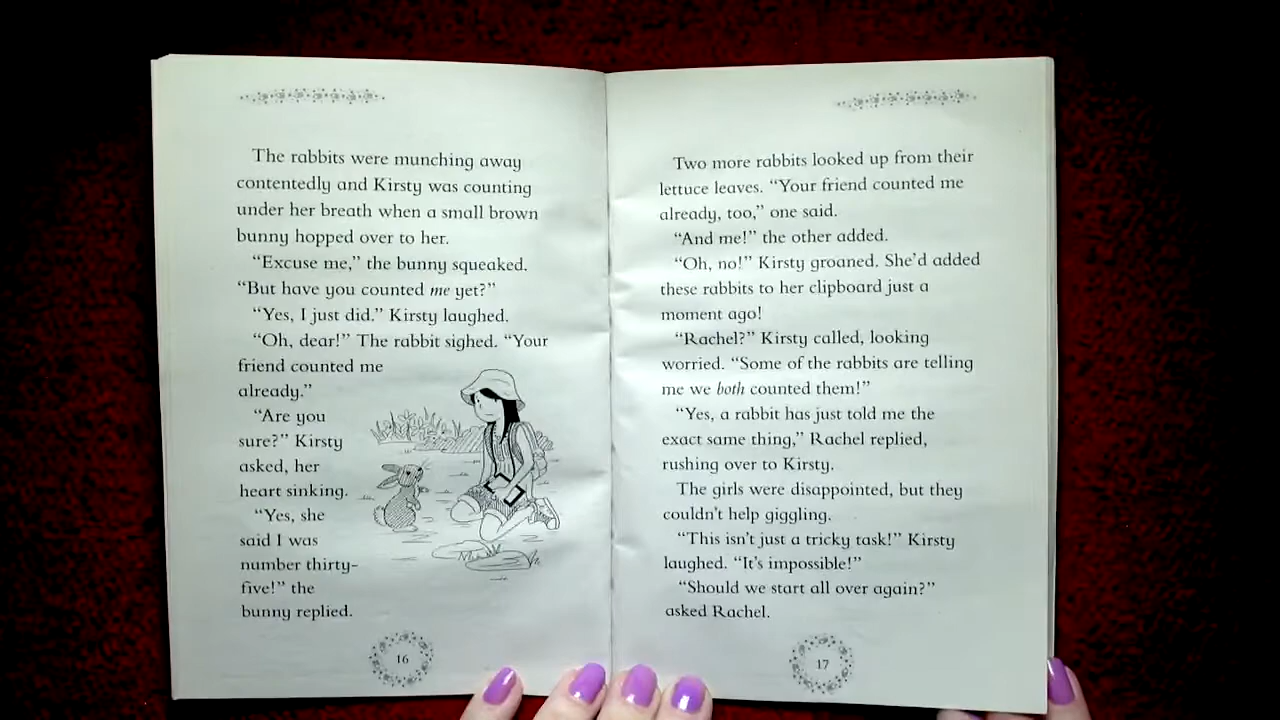 The rabbits were munching away
contentedly and Kirsty was counting
under her breath when a small brown
bunny hopped over to her.
“Excuse me,” the bunny squeaked.
“But have you counted me yet?”
“Yes, I just did.” Kirsty laughed.
“Oh, dear!” The rabbit sighed. “Your
friend counted me
already.”
“Are you
sure?” Kirsty
asked, her
heart sinking.
“Yes, she
said I was
number thirty-
five!” the
bunny replied.
16
Two more rabbits looked up from their
lettuce leaves. “Your friend counted me
already, too,” one said.
“And me!” the other added.
“Oh, no!” Kirsty groaned. She’d added
these rabbits to her clipboard just a
moment ago!
“Rachel?” Kirsty called, looking
worried. “Some of the rabbits are telling
me we both counted them!”
“Yes, a rabbit has just told me the
exact same thing,” Rachel replied,
rushing over to Kirsty.
The girls were disappointed, but they
couldn’t help giggling.
“This isn’t just a tricky task!” Kirsty
laughed. “It’s impossible!”
“Should we start all over again?”
asked Rachel.
17